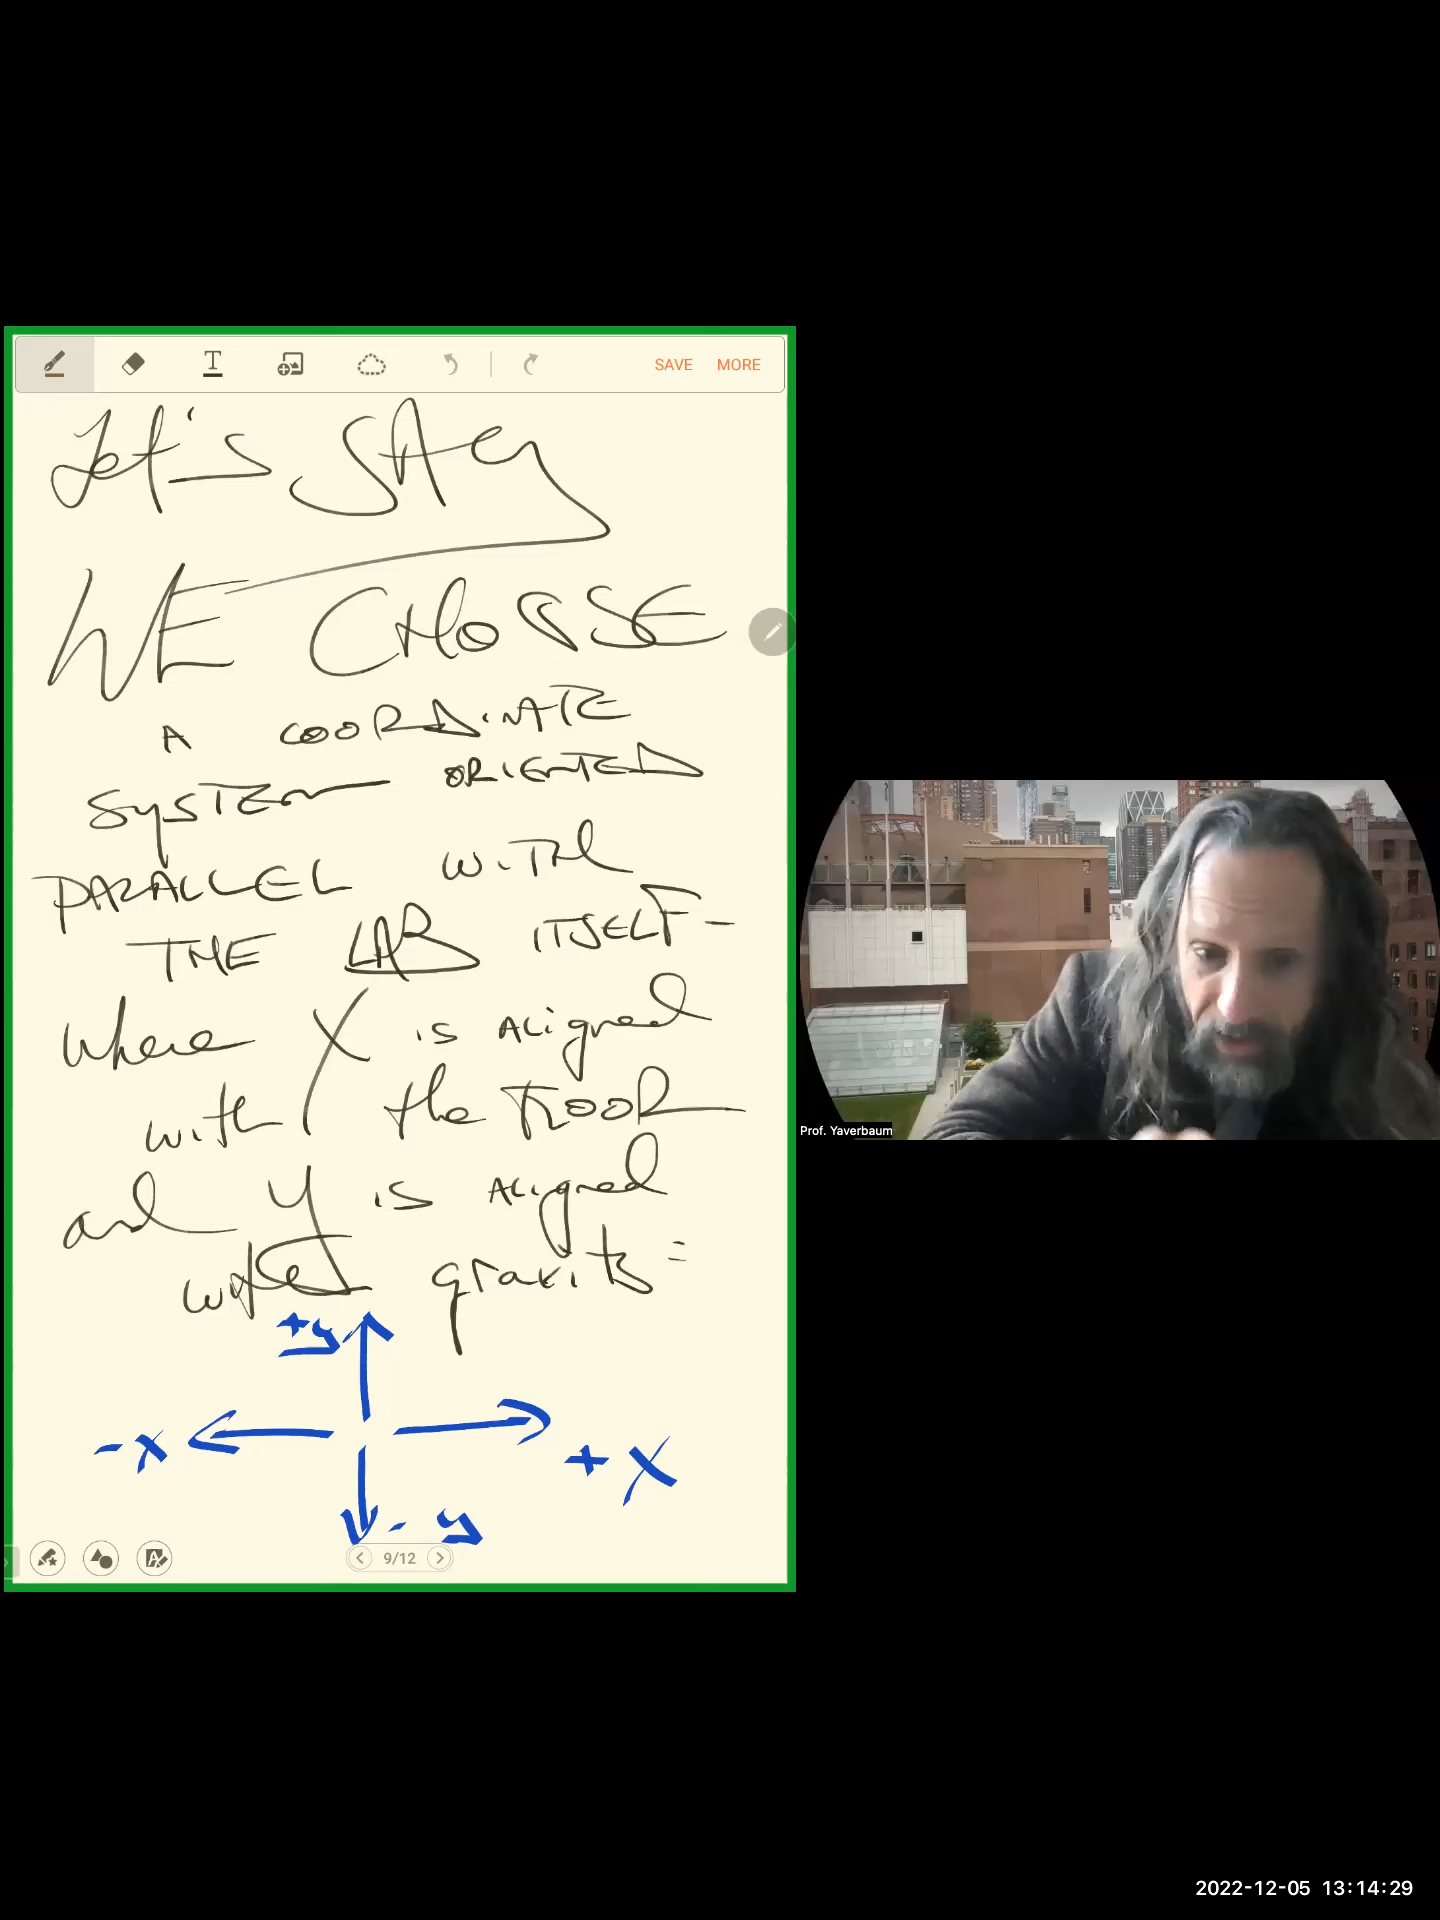 T
SAVE MORE
Let's SAy
WE CHOOSE
A COORDINATE
SYSTEM ORIENTED
PARALLEL WITH
THE LAB ITSELF-
where X is ALigned
with the FLOOR
and y is ALigned
with gravity =
+y
-x
+ X
- y
9/12
Prof. Yaverbaum
2022-12-05 13:14:29